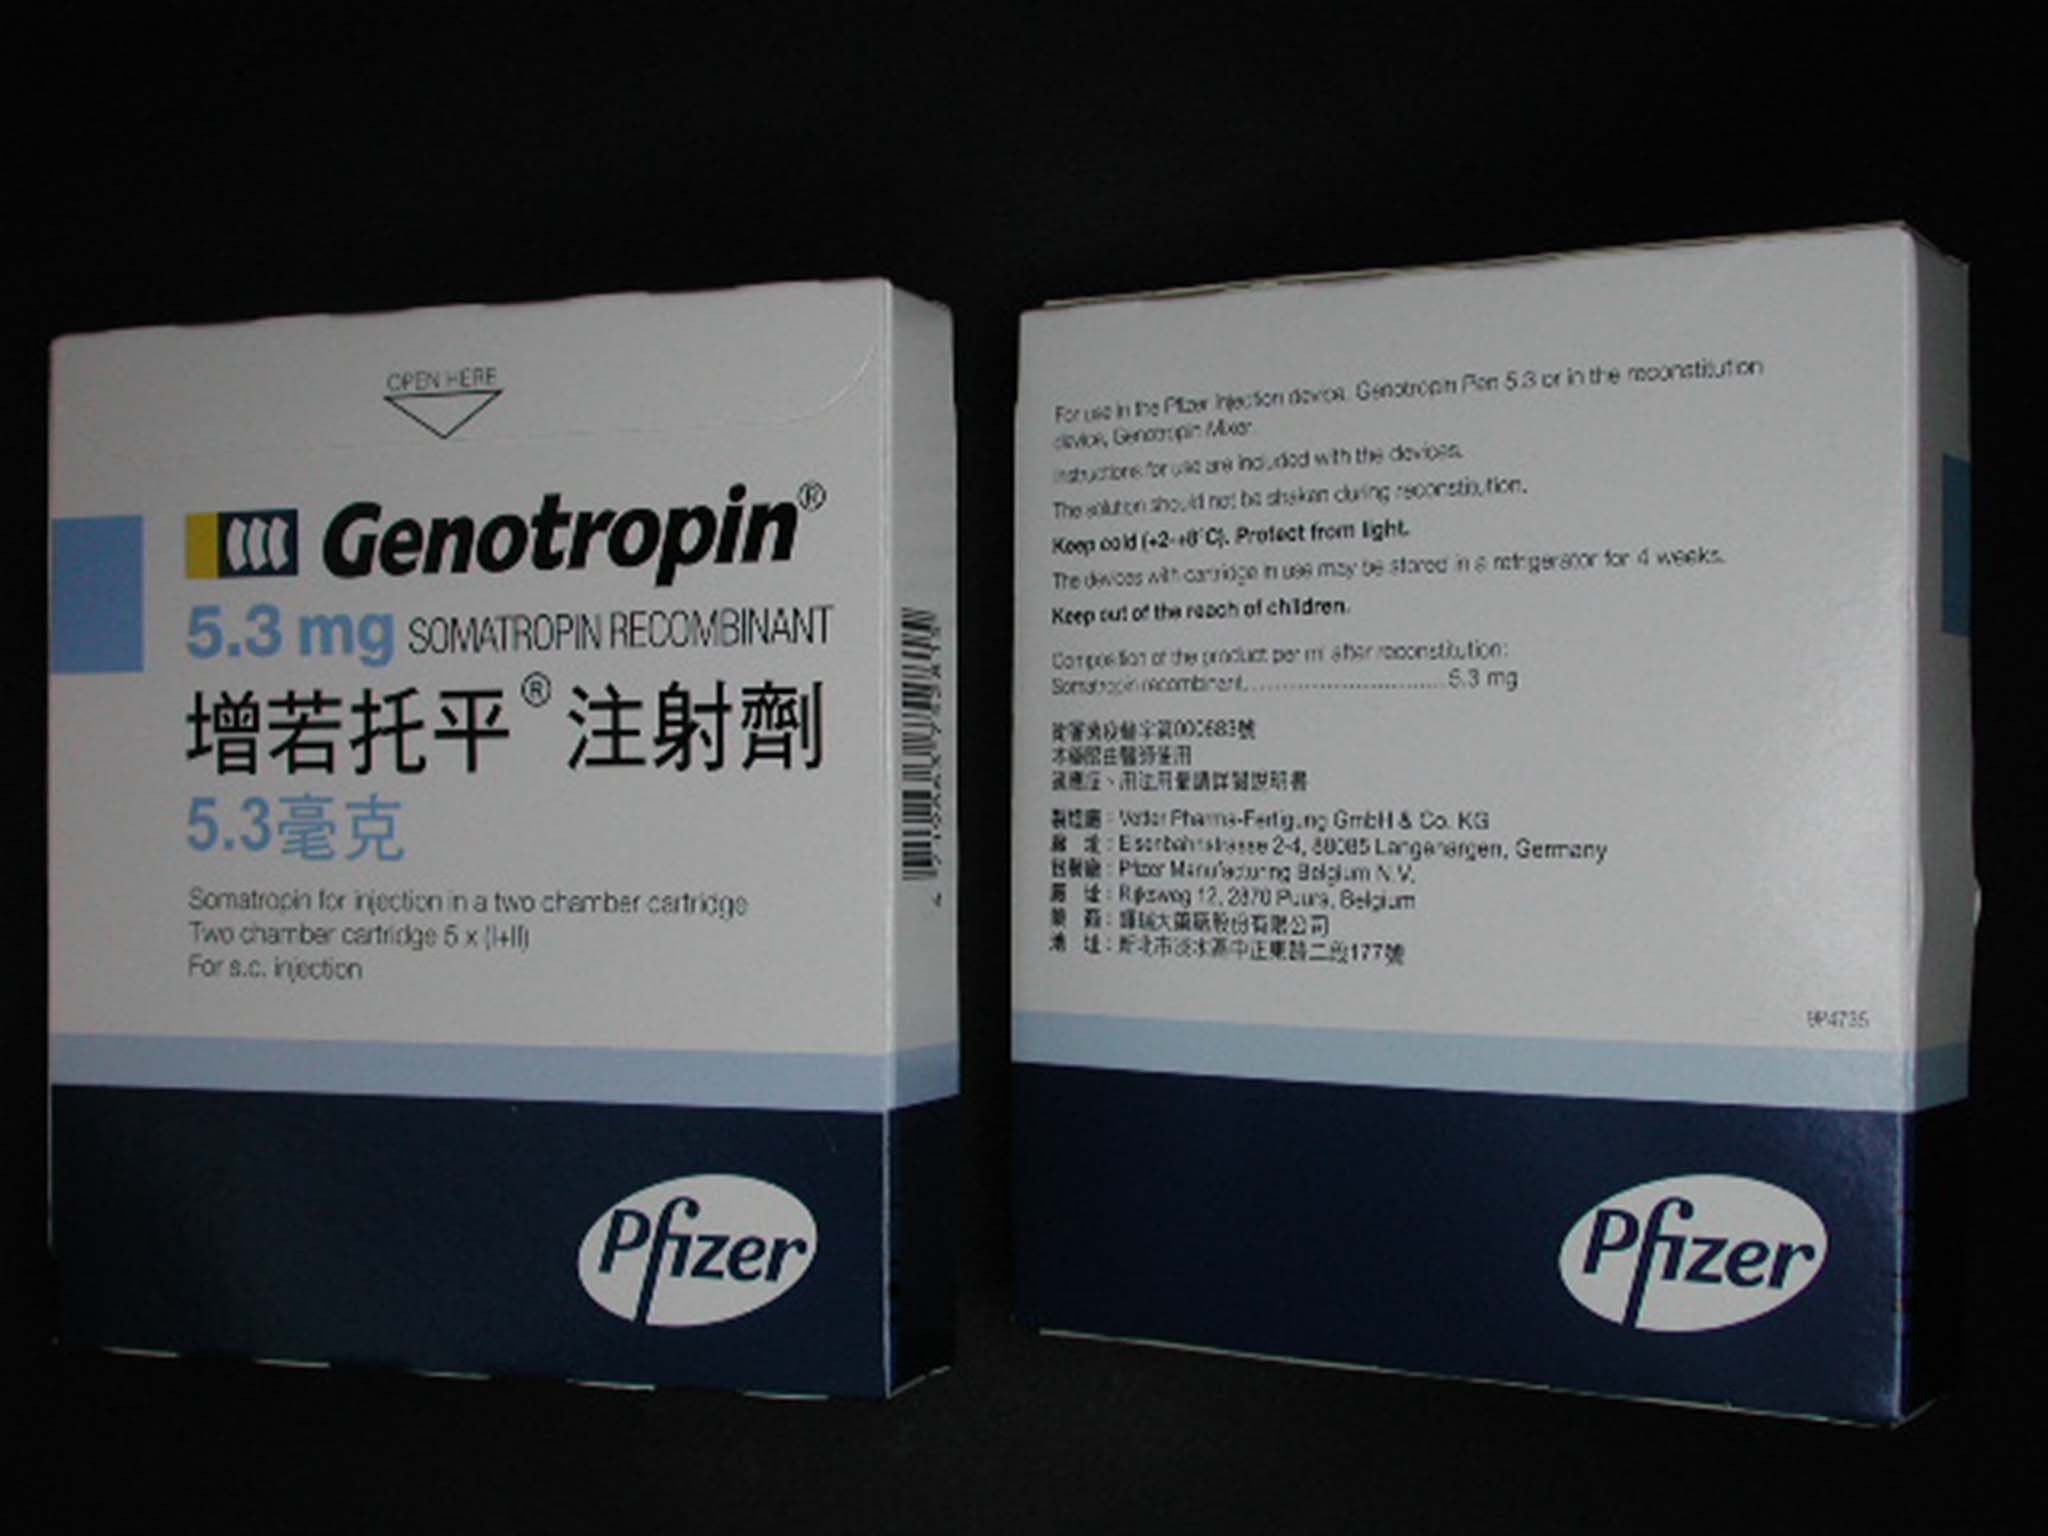 OPEN HERE
Genotropin®
5.3 mg SOMATROPIN RECOMBINANT
增若托平® 注射劑
5.3毫克
Somatropin for injection in a two chamber cartridge
Two chamber cartridge 5 x (I+II)
For s.c. injection
Pfizer
For use in the Pfizer injection device, Genotropin Pen 5.3 or in the reconstitution
device, Genotropin Mixer.
Instructions for use are included with the devices.
The solution should not be shaken during reconstitution.
Keep cold (+2-+8°C). Protect from light.
The devices with cartridge in use may be stored in a refrigerator for 4 weeks.
Keep out of the reach of children.
Composition of the product per ml after reconstitution:
Somatropin recombinant............................5.3 mg
衛署菌疫輸字第000683號
本藥限由醫師使用
適應症、用法用量請詳閱說明書
製造廠：Vetter Pharma-Fertigung GmbH & Co. KG
廠 址：Eisenbahnstrasse 2-4, 88085 Langenargen, Germany
包裝廠：Pfizer Manufacturing Belgium N.V.
廠 址：Rijksweg 12, 2870 Puurs, Belgium
藥 商：輝瑞大藥廠股份有限公司
地 址：新北市淡水區中正東路二段177號
Pfizer